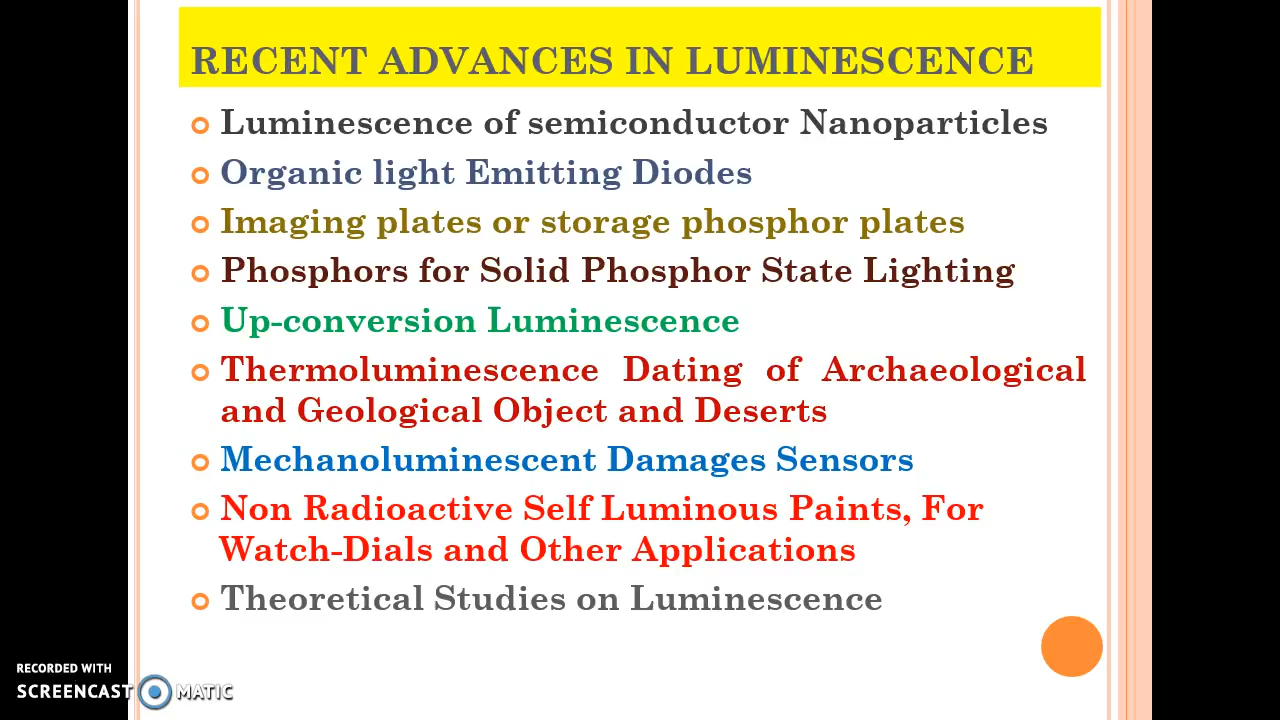 RECENT ADVANCES IN LUMINESCENCE
Luminescence of semiconductor Nanoparticles
Organic light Emitting Diodes
Imaging plates or storage phosphor plates
Phosphors for Solid Phosphor State Lighting
Up-conversion Luminescence
Thermoluminescence Dating of Archaeological
and Geological Object and Deserts
Mechanoluminescent Damages Sensors
Non Radioactive Self Luminous Paints, For
Watch-Dials and Other Applications
Theoretical Studies on Luminescence
RECORDED WITH
SCREENCAST MATIC